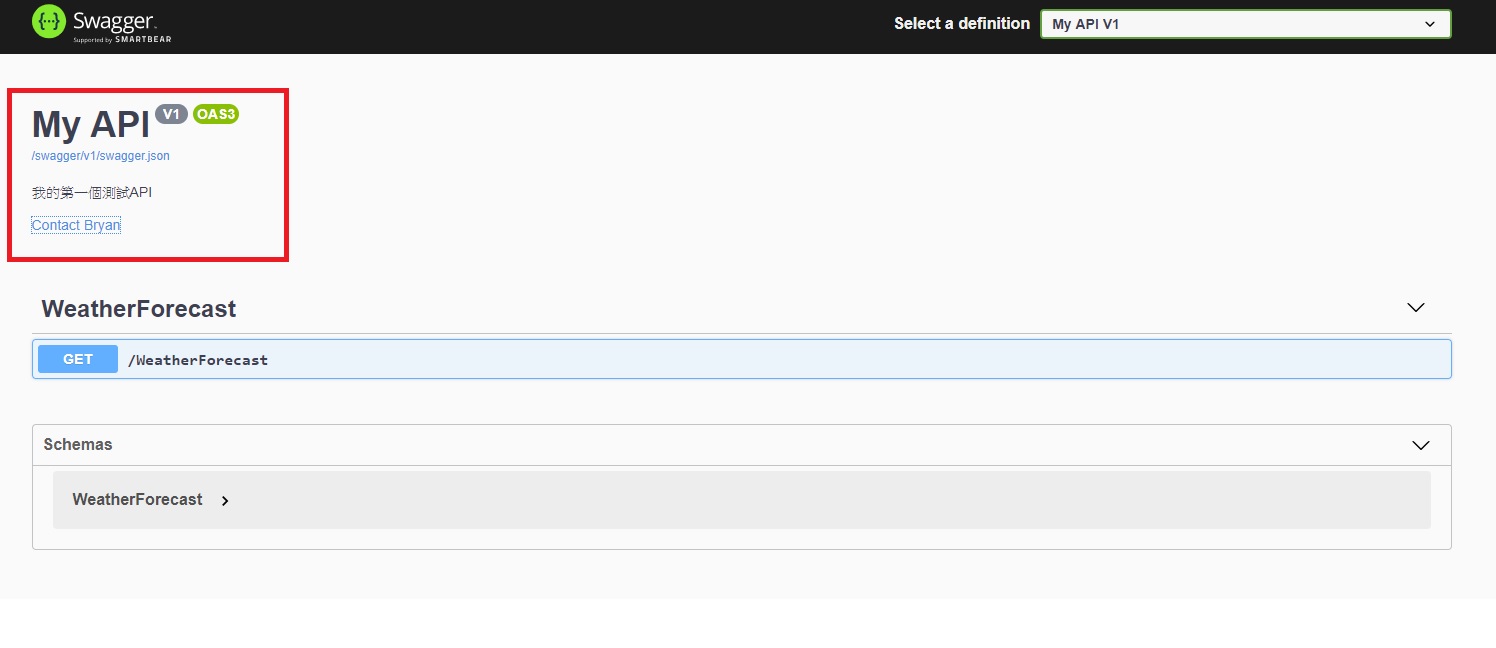 Swagger.
Supported by SMARTBEAR
Select a definition
My API V1
My API V1 OAS3
/swagger/v1/swagger.json
我的第一個測試API
Contact Bryan
WeatherForecast
GET /WeatherForecast
Schemas
WeatherForecast